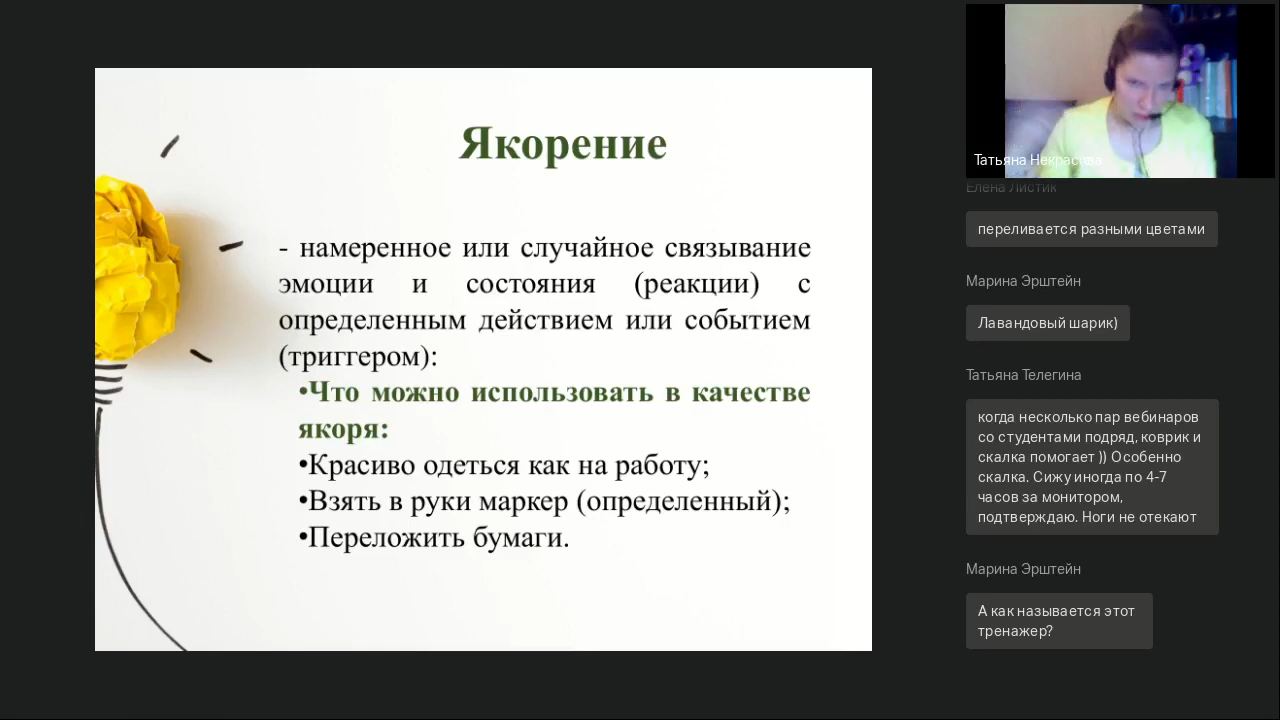 Якорение
- намеренное или случайное связывание
эмоции и состояния (реакции) с
определенным действием или событием
(триггером):
•Что можно использовать в качестве
якоря:
•Красиво одеться как на работу;
•Взять в руки маркер (определенный);
•Переложить бумаги.
Татьяна Некрасова
Елена Листик
переливается разными цветами
Марина Эрштейн
Лавандовый шарик)
Татьяна Телегина
когда несколько пар вебинаров
со студентами подряд, коврик и
скалка помогает )) Особенно
скалка. Сижу иногда по 4-7
часов за монитором,
подтверждаю. Ноги не отекают
Марина Эрштейн
А как называется этот
тренажер?